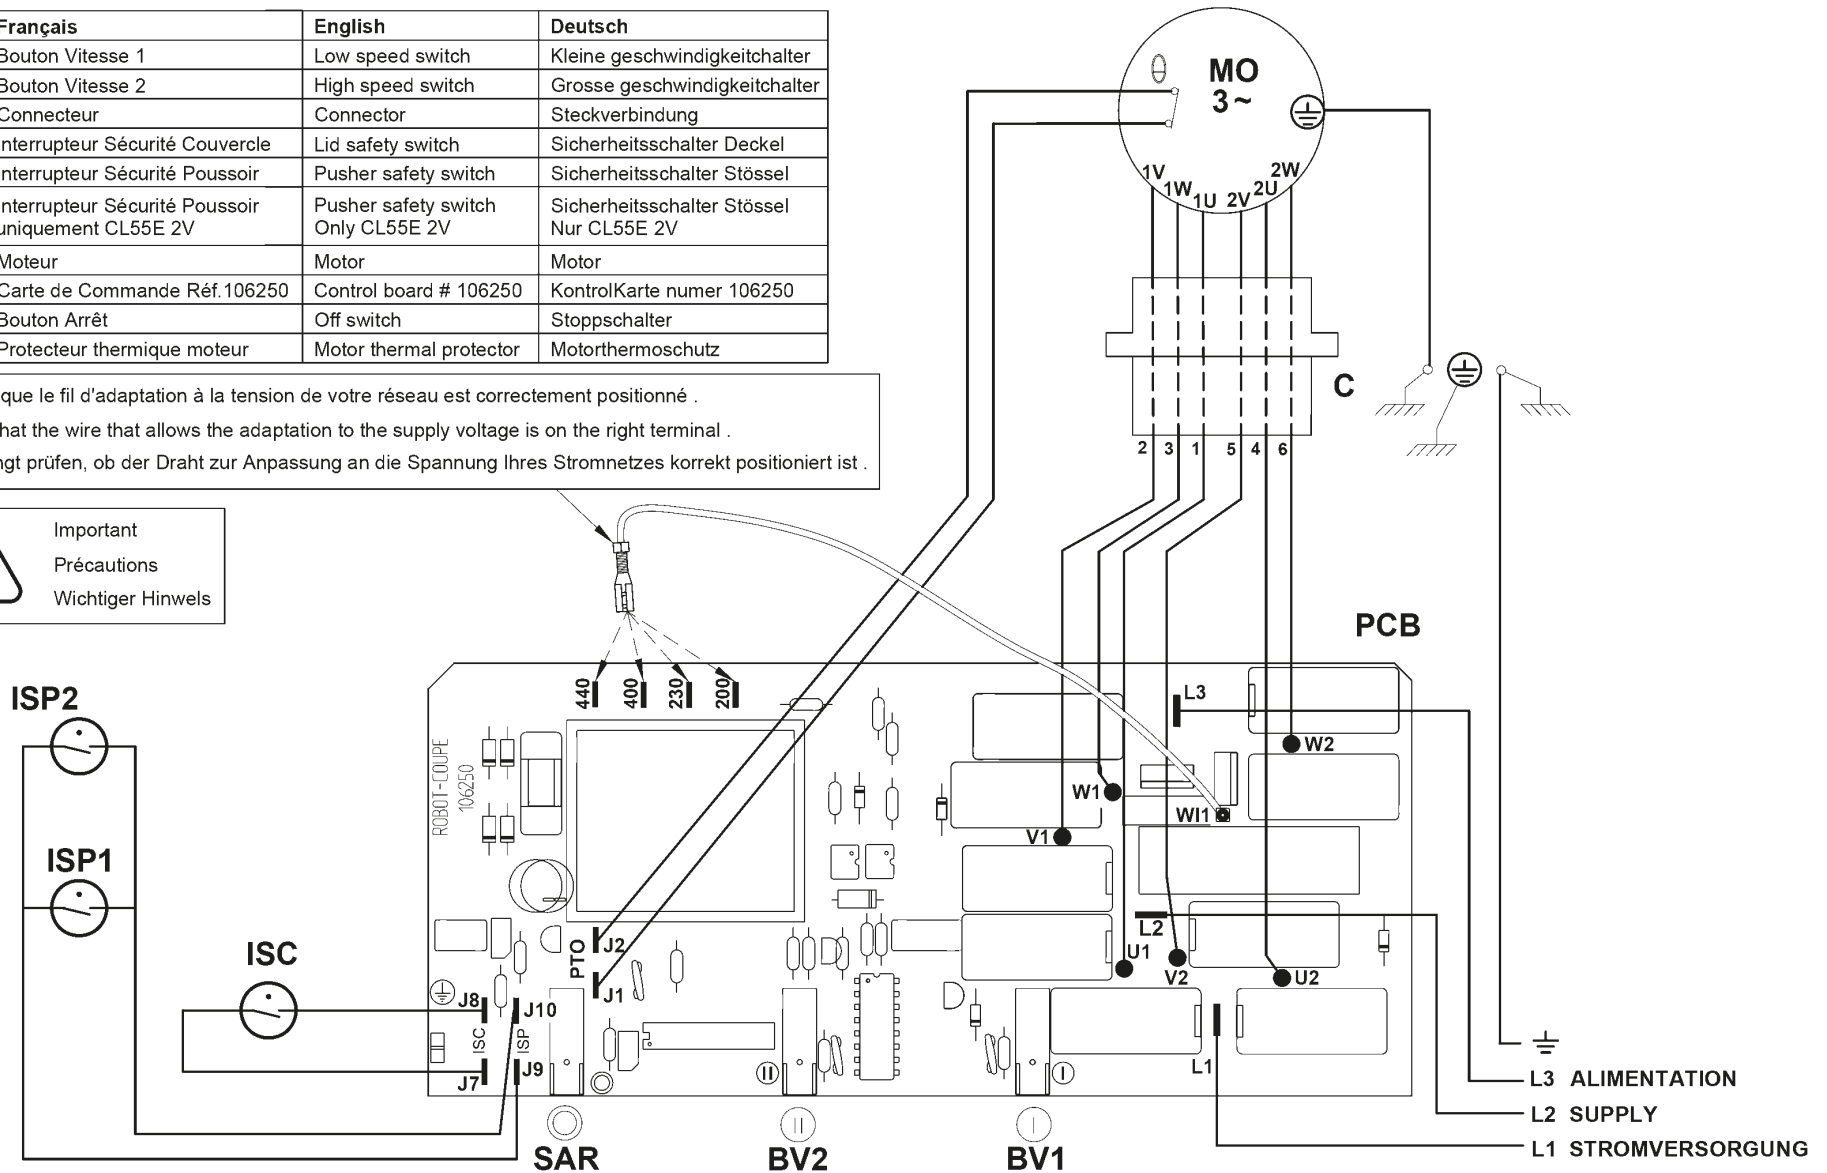 Français English Deutsch
Bouton Vitesse 1 Low speed switch Kleine geschwindigkeitchalter
Bouton Vitesse 2 High speed switch Grosse geschwindigkeitchalter
Connecteur Connector Steckverbindung
nterrupteur Sécurité Couvercle Lid safety switch Sicherheitsschalter Deckel
nterrupteur Sécurité Poussoir Pusher safety switch Sicherheitsschalter Stössel
nterrupteur Sécurité Poussoir Pusher safety switch Sicherheitsschalter Stössel
uniquement CL55E 2V Only CL55E 2V Nur CL55E 2V
Moteur Motor Motor
Carte de Commande Réf.106250 Control board # 106250 KontrolKarte numer 106250
Bouton Arrêt Off switch Stoppschalter
Protecteur thermique moteur Motor thermal protector Motorthermoschutz
que le fil d'adaptation à la tension de votre réseau est correctement positionné .
hat the wire that allows the adaptation to the supply voltage is on the right terminal .
ngt prüfen, ob der Draht zur Anpassung an die Spannung Ihres Stromnetzes korrekt positioniert ist .
Important
Précautions
Wichtiger Hinwels
MO
3~
θ
1V 1W 1U 2V 2U 2W
C
2 3 1 5 4 6
PCB
440 400 230 200
ROBOT-COUPE
106250
ISP2
ISP1
ISC
L3
W2
W1
WI1
V1
L2
U1
V2
U2
PTO
J2
J1
J8
J10
ISC
ISP
J7
J9
II
I
L1
II
I
SAR
BV2
BV1
L3 ALIMENTATION
L2 SUPPLY
L1 STROMVERSORGUNG